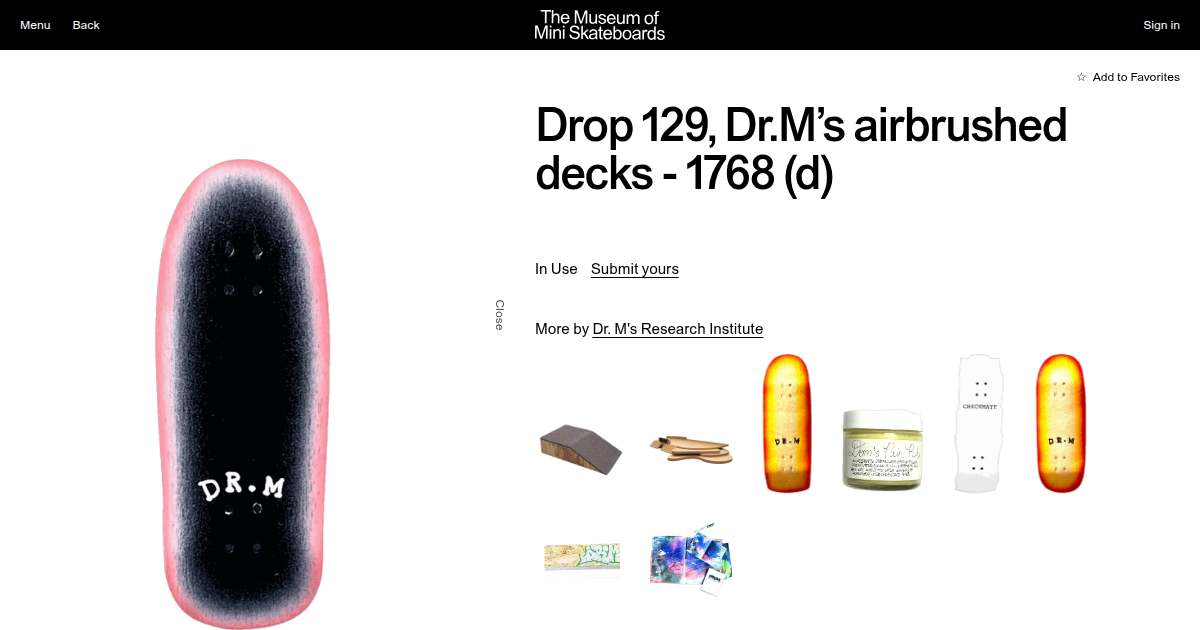 Menu
Back
The Museum of
Mini Skateboards
Sign in
☆ Add to Favorites
Drop 129, Dr.M’s airbrushed
decks - 1768 (d)
In Use
Submit yours
Close
More by Dr. M's Research Institute
DR.M
DR.M
CHECKMATE
DR.M